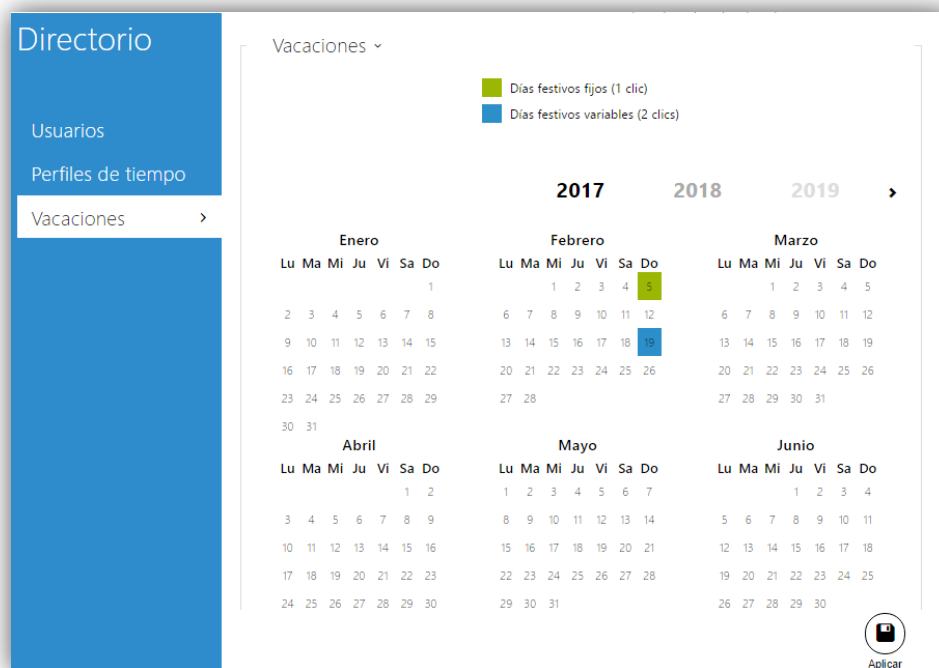 Directorio
Usuarios
Perfiles de tiempo
Vacaciones
Vacaciones
Días festivos fijos (1 clic)
Días festivos variables (2 clics)
2017 2018 2019
Enero
Lu Ma Mi Ju Vi Sa Do
1
2 3 4 5 6 7 8
9 10 11 12 13 14 15
16 17 18 19 20 21 22
23 24 25 26 27 28 29
30 31
Febrero
Lu Ma Mi Ju Vi Sa Do
1 2 3 4 5
6 7 8 9 10 11 12
13 14 15 16 17 18 19
20 21 22 23 24 25 26
27 28
Marzo
Lu Ma Mi Ju Vi Sa Do
1 2 3 4 5
6 7 8 9 10 11 12
13 14 15 16 17 18 19
20 21 22 23 24 25 26
27 28 29 30 31
Abril
Lu Ma Mi Ju Vi Sa Do
1 2
3 4 5 6 7 8 9
10 11 12 13 14 15 16
17 18 19 20 21 22 23
24 25 26 27 28 29 30
Mayo
Lu Ma Mi Ju Vi Sa Do
1 2 3 4 5 6 7
8 9 10 11 12 13 14
15 16 17 18 19 20 21
22 23 24 25 26 27 28
29 30 31
Junio
Lu Ma Mi Ju Vi Sa Do
1 2 3 4
5 6 7 8 9 10 11
12 13 14 15 16 17 18
19 20 21 22 23 24 25
26 27 28 29 30
Aplicar